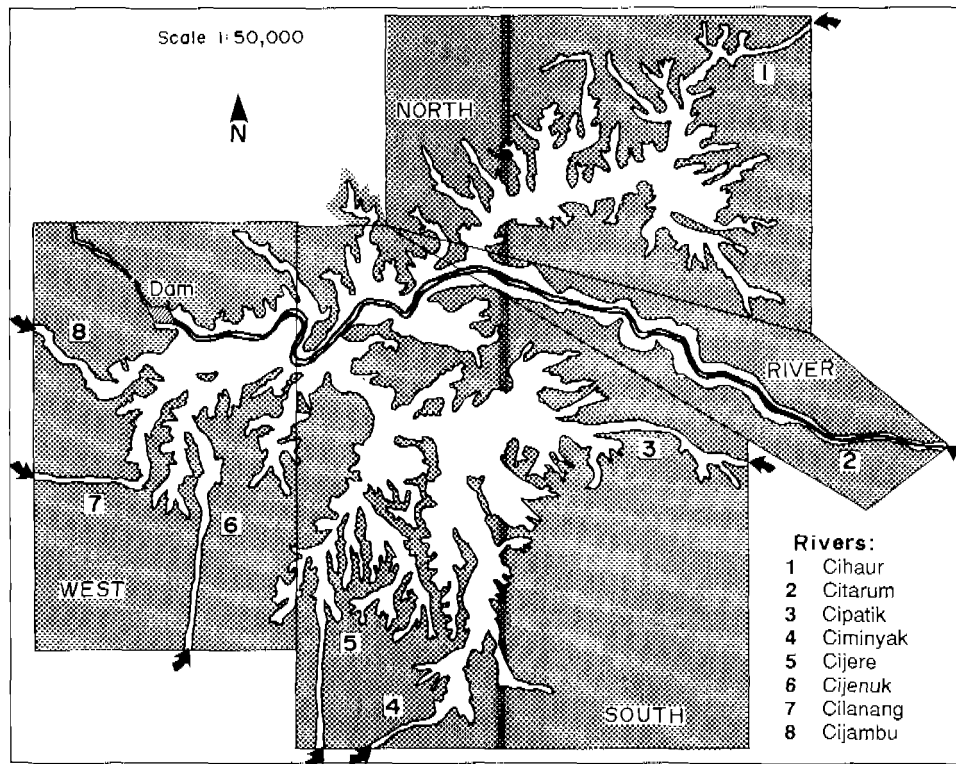 Scale 1:50,000
1
NORTH
N
Dam
8
RIVER
3
2
7
6
WEST
5
4
SOUTH
Rivers:
1 Cihaur
2 Citarum
3 Cipatik
4 Ciminyak
5 Cijere
6 Cijenuk
7 Cilanang
8 Cijambu